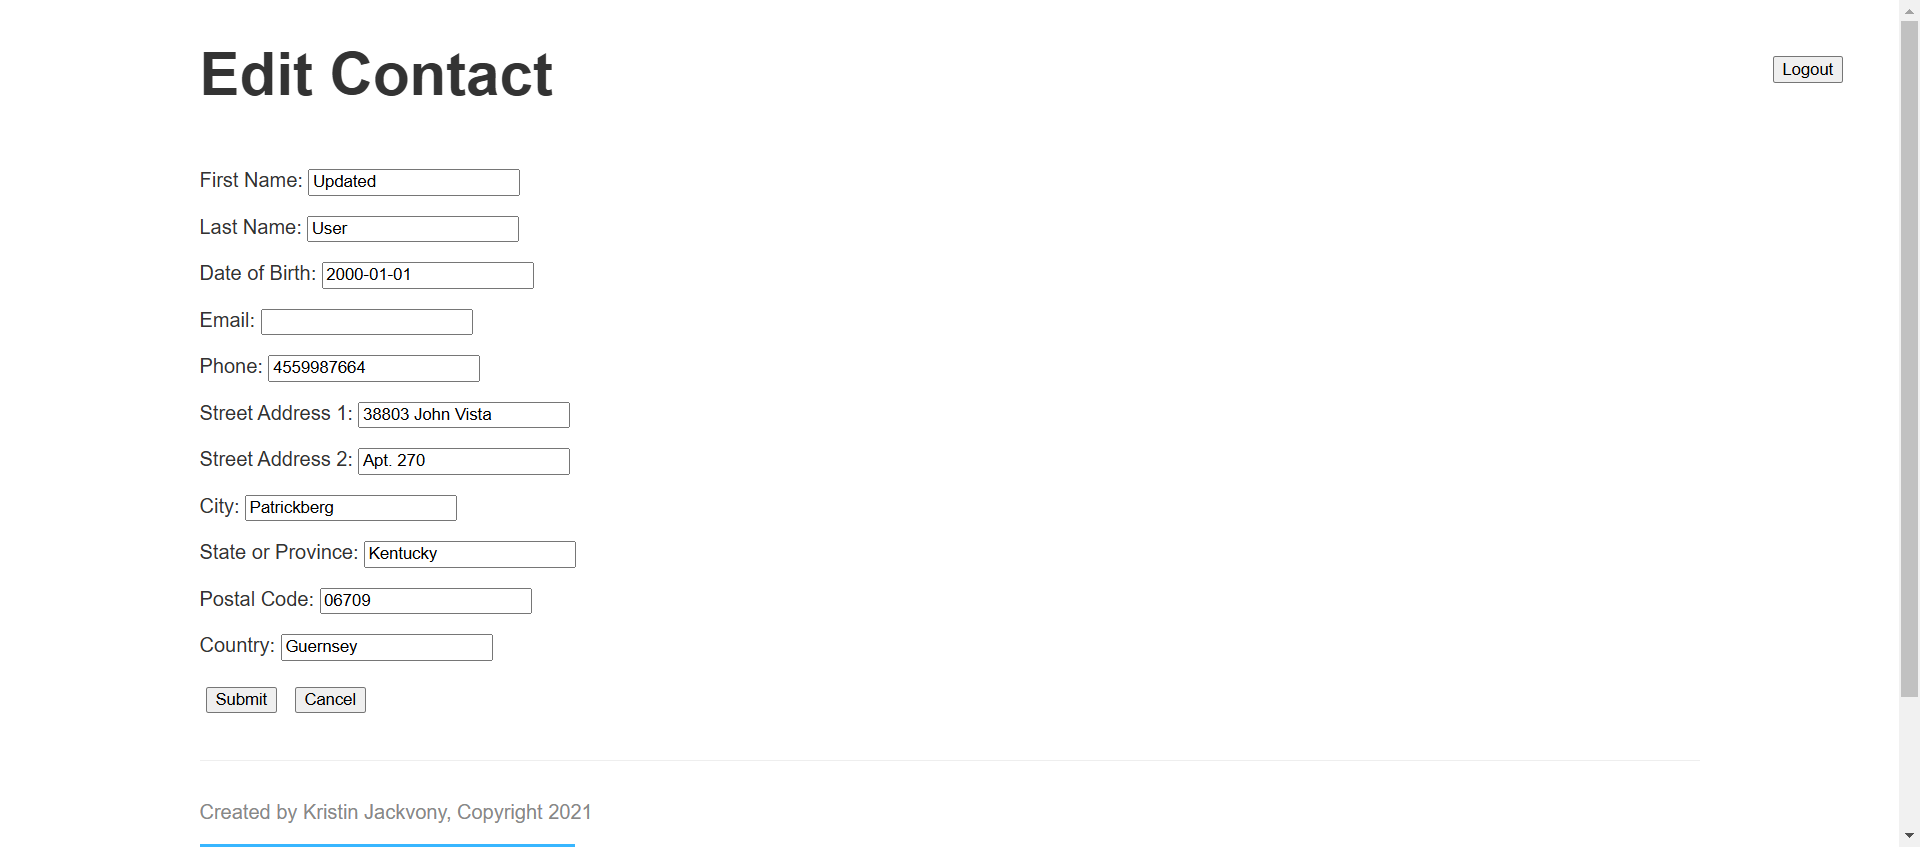 Edit Contact
Logout
First Name: Updated
Last Name: User
Date of Birth: 2000-01-01
Email:
Phone: 4559987664
Street Address 1: 38803 John Vista
Street Address 2: Apt. 270
City: Patrickberg
State or Province: Kentucky
Postal Code: 06709
Country: Guernsey
Submit Cancel
Created by Kristin Jackvony, Copyright 2021